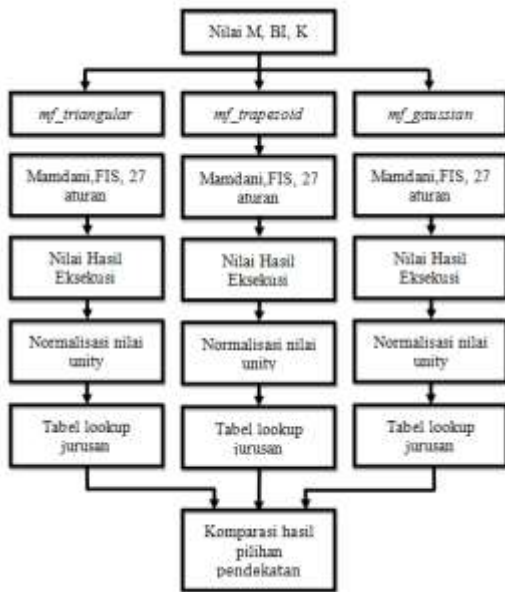 Nilai M, BI, K
mf_triangular
mf_trapesoid
mf_gaussian
Mamdani,FIS, 27
aturan
Mamdani,FIS, 27
aturan
Mamdani,FIS, 27
aturan
Nilai Hasil
Eksekusi
Nilai Hasil
Eksekusi
Nilai Hasil
Eksekusi
Normalisasi nilai
unity
Normalisasi nilai
unity
Normalisasi nilai
unity
Tabel lookup
jurusan
Tabel lookup
jurusan
Tabel lookup
jurusan
Komparasi hasil
pilihan
pendekatan